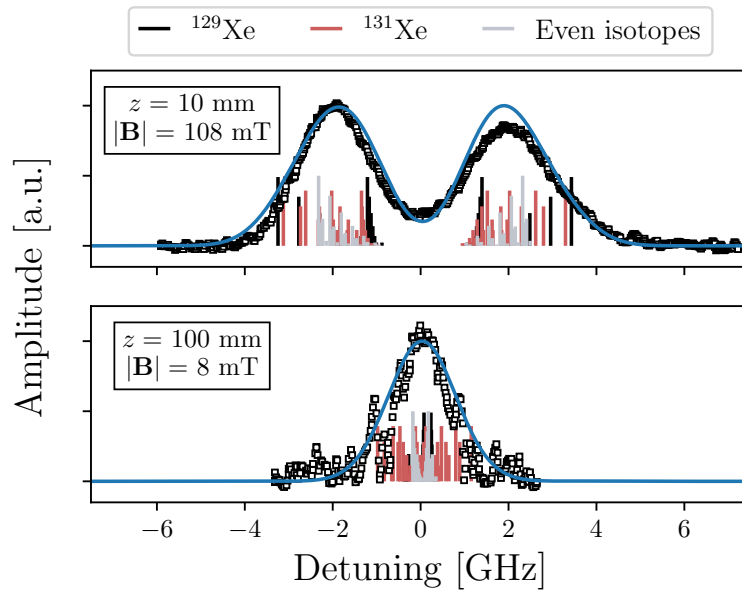 ¹²⁹Xe ¹³¹Xe Even isotopes
z = 10 mm
|B| = 108 mT
z = 100 mm
|B| = 8 mT
Amplitude [a.u.]
−6 −4 −2 0 2 4 6
Detuning [GHz]